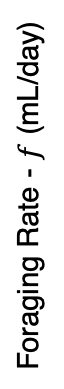 Foraging Rate - f (mL/day)